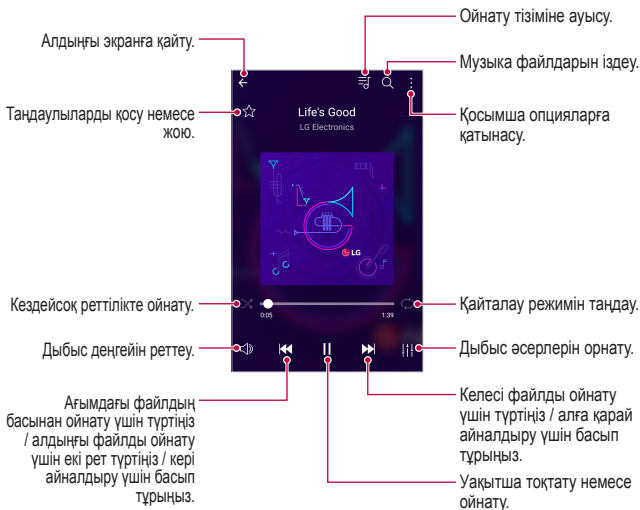 Ойнату тізіміне ауысу.
Алдыңғы экранға қайту.
Музыка файлдарын іздеу.
Таңдаулыларды қосу немесе
жою.
Life's Good
LG Electronics
Қосымша опцияларға
қатынасу.
LG
Кездейсоқ реттілікте ойнату.
0:05
1:39
Қайталау режимін таңдау.
Дыбыс деңгейін реттеу.
Дыбыс әсерлерін орнату.
Ағымдағы файлдың
басынан ойнату үшін түртіңіз
/ алдыңғы файлды ойнату
үшін екі рет түртіңіз / кері
айналдыру үшін басып
тұрыңыз.
Келесі файлды ойнату
үшін түртіңіз / алға қарай
айналдыру үшін басып
тұрыңыз.
Уақытша тоқтату немесе
ойнату.